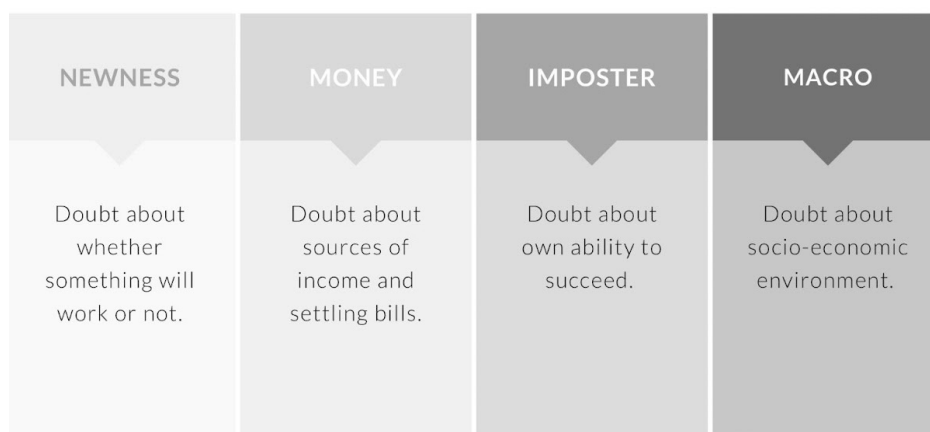 NEWNESS
Doubt about
whether
something will
work or not.
MONEY
Doubt about
sources of
income and
settling bills.
IMPOSTER
Doubt about
own ability to
succeed.
MACRO
Doubt about
socio-economic
environment.